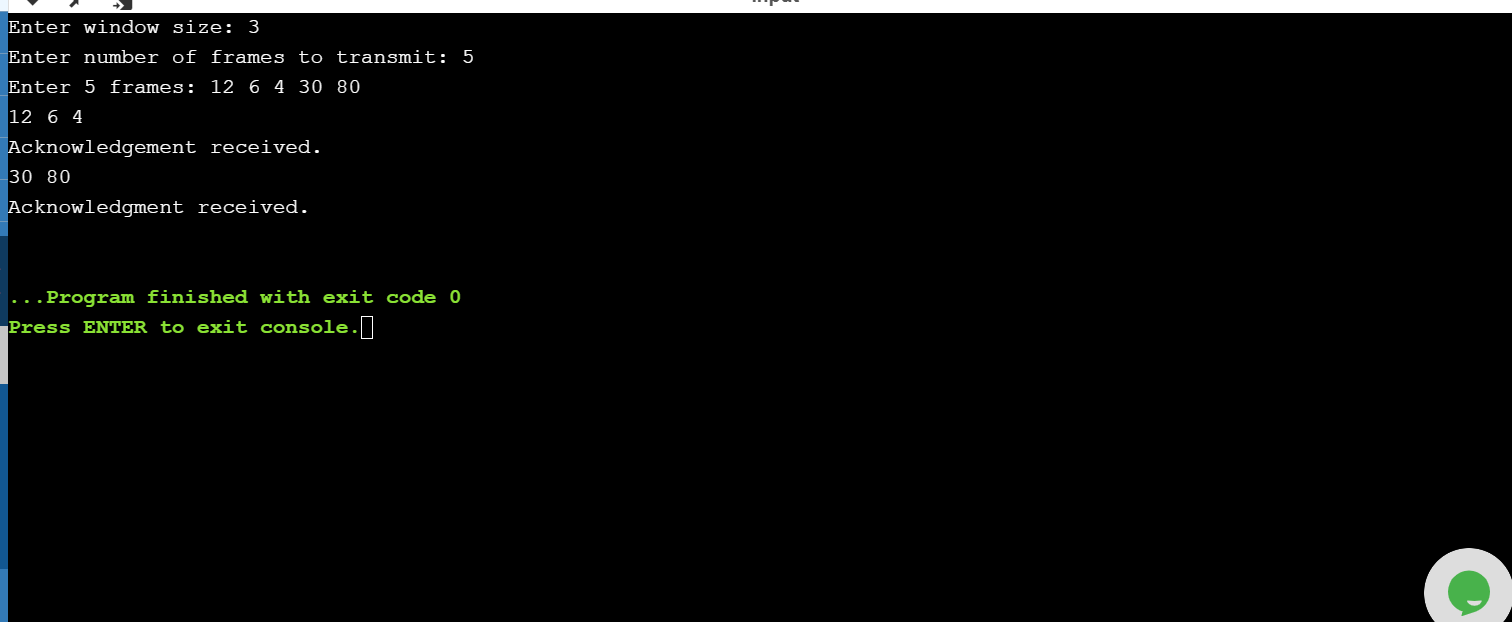 Enter window size: 3
Enter number of frames to transmit: 5
Enter 5 frames: 12 6 4 30 80
12 6 4
Acknowledgement received.
30 80
Acknowledgment received.
...Program finished with exit code 0
Press ENTER to exit console.